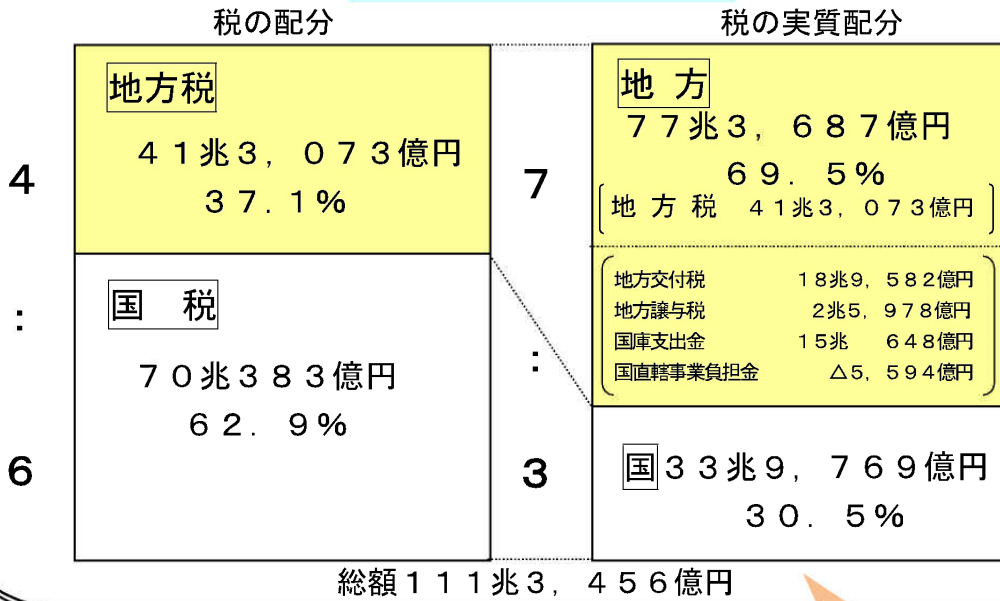 税の配分
税の実質配分
4
:
6
地方税
４１兆３，０７３億円
３７．１％
国　税
７０兆３８３億円
６２．９％
7
:
3
地 方
７７兆３，６８７億円
６９．５％
地 方 税　４１兆３，０７３億円
地方交付税　１８兆９，５８２億円
地方譲与税　２兆５，９７８億円
国庫支出金　１５兆　６４８億円
国直轄事業負担金　△５，５９４億円
国３３兆９，７６９億円
３０．５％
総額１１１兆３，４５６億円